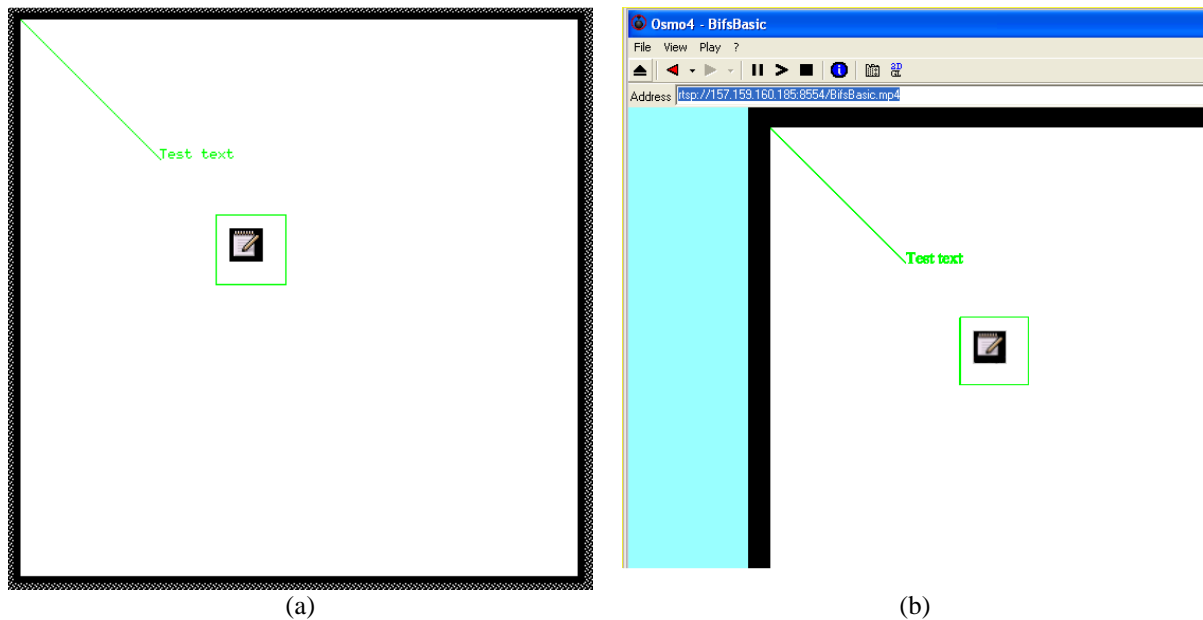 Test text
(a)
Osmo4 - BifsBasic
File View Play ?
Address rtsp://157.159.160.185:8554/BifsBasic.mp4
Test text
(b)